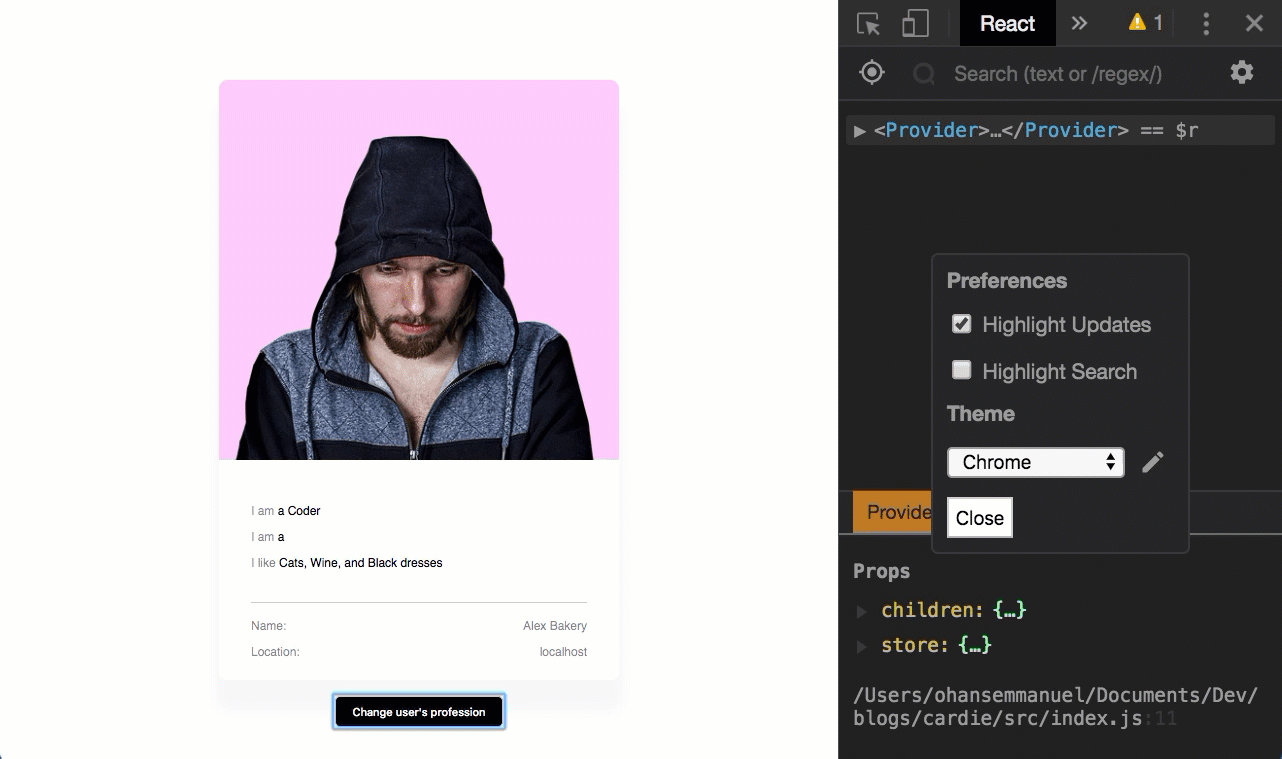 I am a Coder
I am a
I like Cats, Wine, and Black dresses
Name: Alex Bakery
Location: localhost
Change user's profession
React » 1
Search (text or /regex/)
▶ <Provider>…</Provider> == $r
Preferences
Highlight Updates
Highlight Search
Theme
Chrome
Provide
Close
Props
▶ children: {…}
▶ store: {…}
/Users/ohansemmanuel/Documents/Dev/
blogs/cardie/src/index.js:11